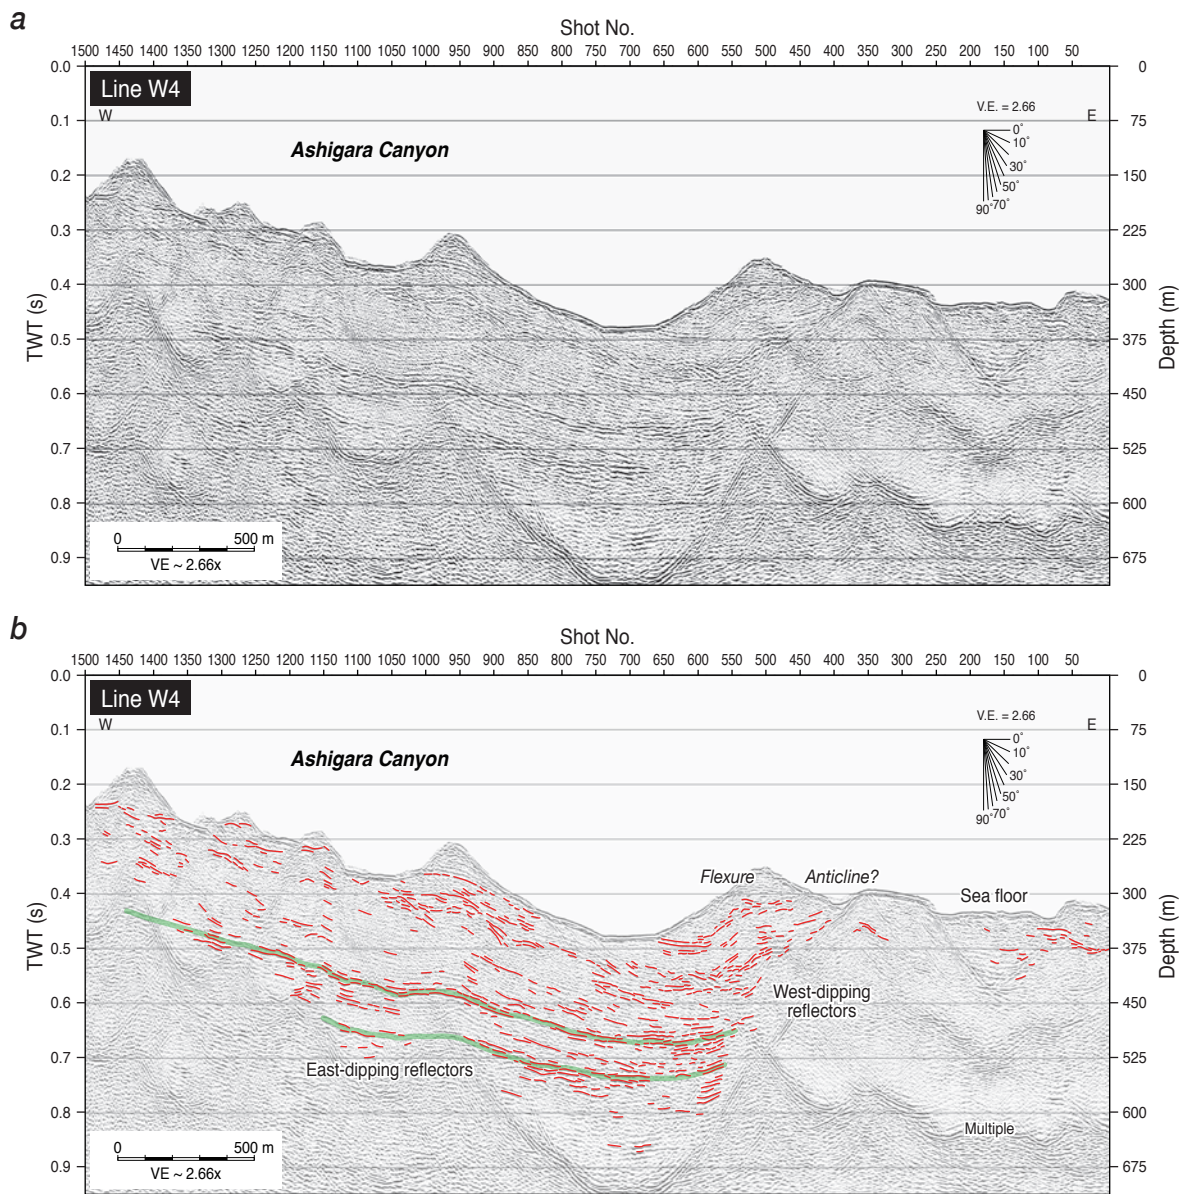 a
Shot No.
1500 1450 1400 1350 1300 1250 1200 1150 1100 1050 1000 950 900 850 800 750 700 650 600 550 500 450 400 350 300 250 200 150 100 50
0.0 0
Line W4
W V.E. = 2.66 E
0.1 75
0°
10°
Ashigara Canyon
30°
0.2 150
50°
70°
90°
0.3 225
0.4 300
TWT (s) Depth (m)
0.5 375
0.6 450
0.7 525
0.8 600
0 500 m
0.9 675
VE ~ 2.66x
b
Shot No.
1500 1450 1400 1350 1300 1250 1200 1150 1100 1050 1000 950 900 850 800 750 700 650 600 550 500 450 400 350 300 250 200 150 100 50
0.0 0
Line W4
W V.E. = 2.66 E
0.1 75
0°
10°
Ashigara Canyon
30°
0.2 150
50°
70°
90°
0.3 225
Flexure Anticline?
0.4 300
Sea floor
TWT (s) Depth (m)
0.5 375
West-dipping
0.6 450
reflectors
0.7 525
East-dipping reflectors
0.8 600
Multiple
0 500 m
0.9 675
VE ~ 2.66x